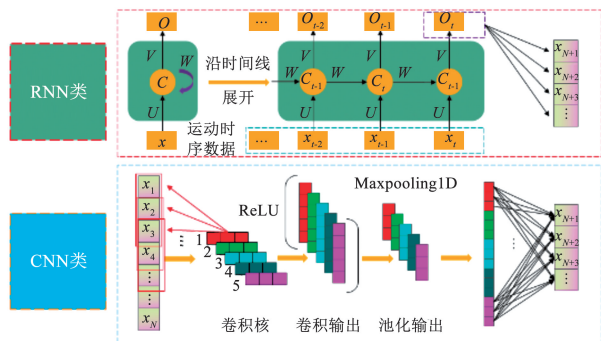 RNN类
O
V
C
W
U
x
沿时间线
展开
运动时
序数据
... O_{t-2} O_{t-1} O_t
V V V
W C_{t-1} W C_t W C_{t-1}
U U U
... x_{t-2} x_{t-1} x_t
x_{N+1}
x_{N+2}
x_{N+3}
⋮
CNN类
x_1
x_2
x_3
x_4
⋮
⋮
x_N
...
1
2
3
4
5
卷积核
ReLU
卷积输出
Maxpooling1D
池化输出
...
x_{N+1}
x_{N+2}
x_{N+3}
⋮